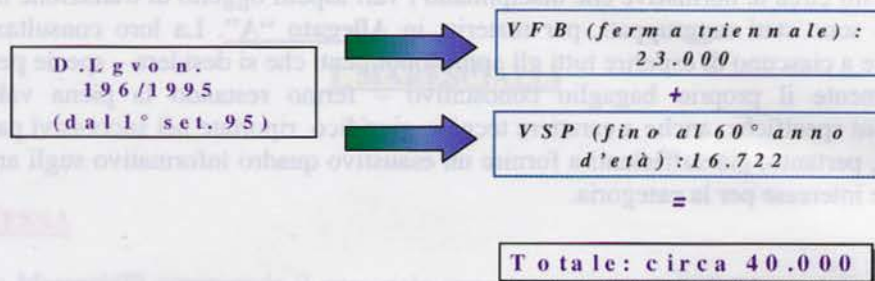 D.Lgvo n.
196/1995
(dal 1° set.95)
VFB (ferma triennale):
23.000
+
VSP (fino al 60° anno
d'età):16.722
=
Totale: circa 40.000